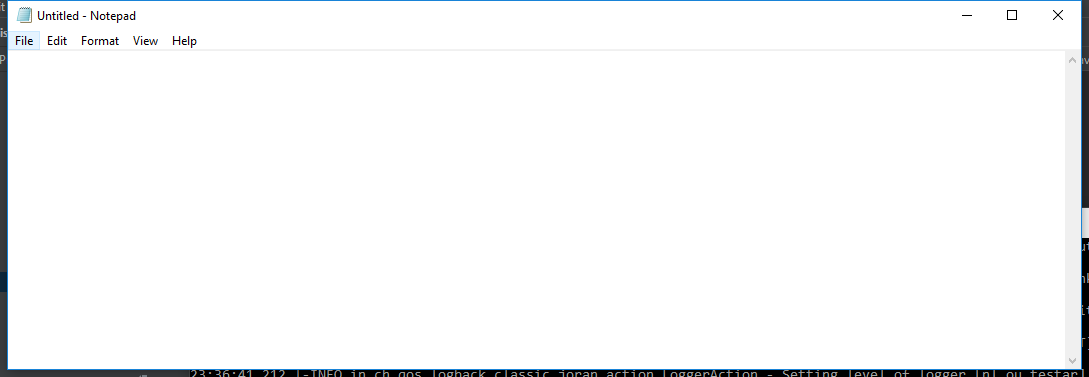 Untitled - Notepad
File Edit Format View Help
23:36:41,212 |-INFO in ch.qos.logback.classic.joran.action.LoggerAction - Setting level of logger [nl.ou.testar